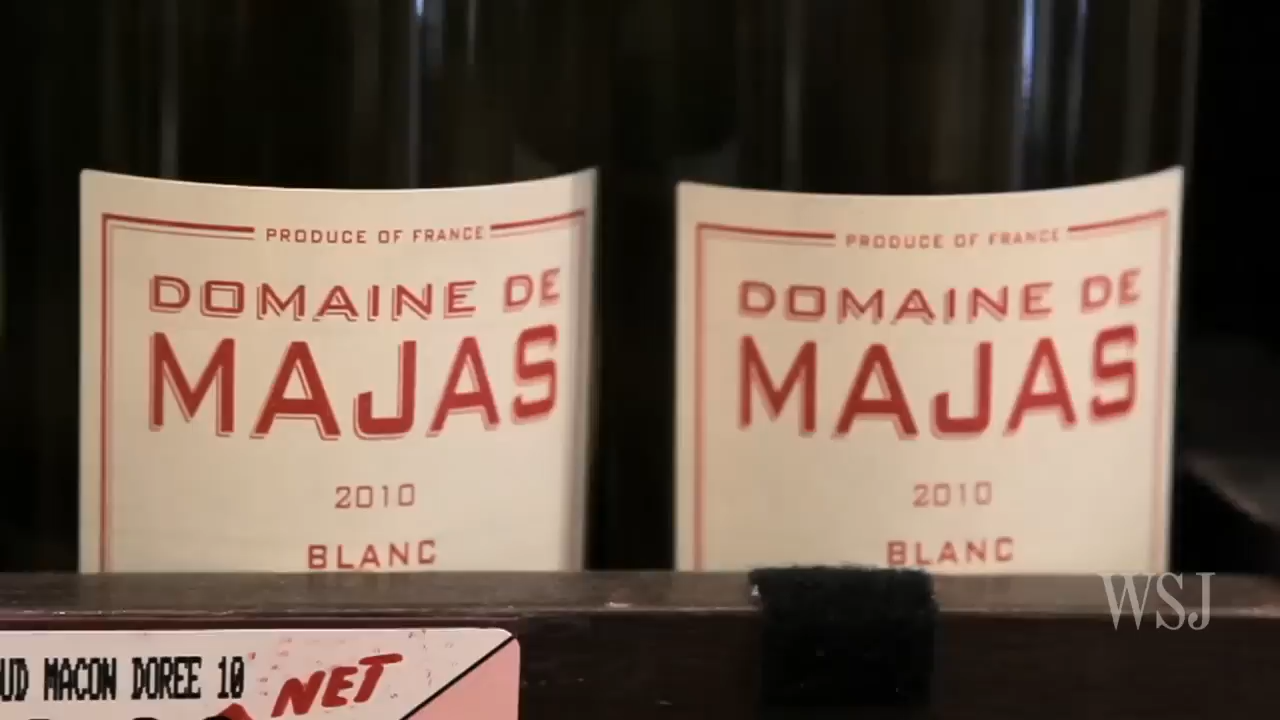 PRODUCE OF FRANCE
DOMAINE DE
MAJAS
2010
BLANC
PRODUCE OF FRANCE
DOMAINE DE
MAJAS
2010
BLANC
WSJ
UD MACON DOREE 10
NET